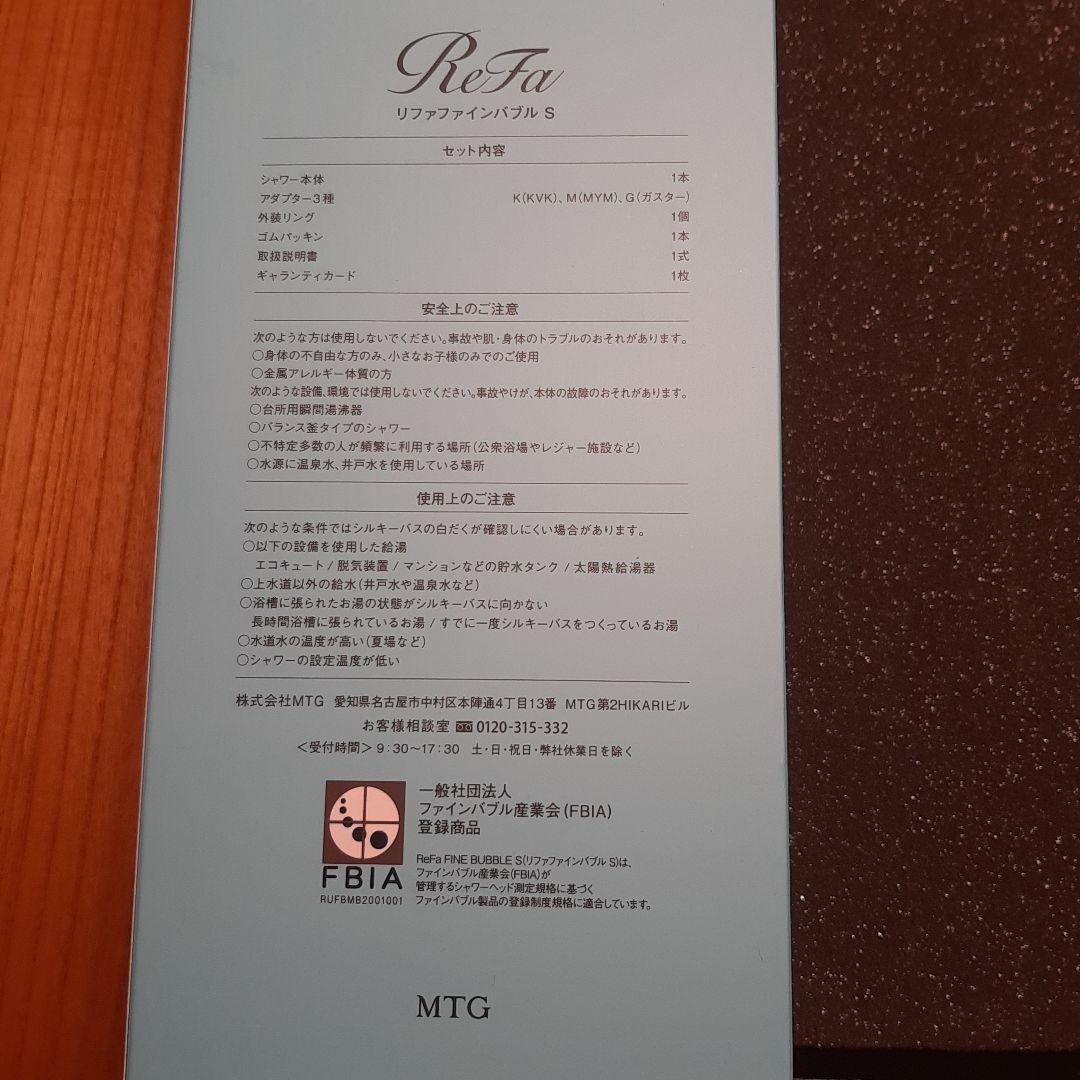 ReFa
リファファインバブル S
セット内容
シャワー本体 1本
アダプター3種 K(KVK)、M(MYM)、G(ガスター)
外装リング 1個
ゴムパッキン 1本
取扱説明書 1式
ギャランティカード 1枚
安全上のご注意
次のような方は使用しないでください。事故や肌・身体のトラブルのおそれがあります。
○身体の不自由な方のみ、小さなお子様のみでのご使用
○金属アレルギー体質の方
次のような設備、環境では使用しないでください。事故やけが、本体の故障のおそれがあります。
○台所用瞬間湯沸器
○バランス釜タイプのシャワー
○不特定多数の人が頻繁に利用する場所(公衆浴場やレジャー施設など)
○水源に温泉水、井戸水を使用している場所
使用上のご注意
次のような条件ではシルキーバスの白だくが確認しにくい場合があります。
○以下の設備を使用した給湯
エコキュート / 脱気装置 / マンションなどの貯水タンク / 太陽熱給湯器
○上水道以外の給水(井戸水や温泉水など)
○浴槽に張られたお湯の状態がシルキーバスに向かない
長時間浴槽に張られているお湯 / すでに一度シルキーバスをつくっているお湯
○水道水の温度が高い(夏場など)
○シャワーの設定温度が低い
株式会社MTG 愛知県名古屋市中村区本陣通4丁目13番 MTG第2HIKARIビル
お客様相談室 0120-315-332
<受付時間> 9:30〜17:30 土・日・祝日・弊社休業日を除く
一般社団法人
ファインバブル産業会(FBIA)
登録商品
FBIA
RUFBMB2001001
ReFa FINE BUBBLE S(リファファインバブル S)は、
ファインバブル産業会(FBIA)が
管理するシャワーヘッド測定規格に基づく
ファインバブル製品の登録制度規格に適合しています。
MTG